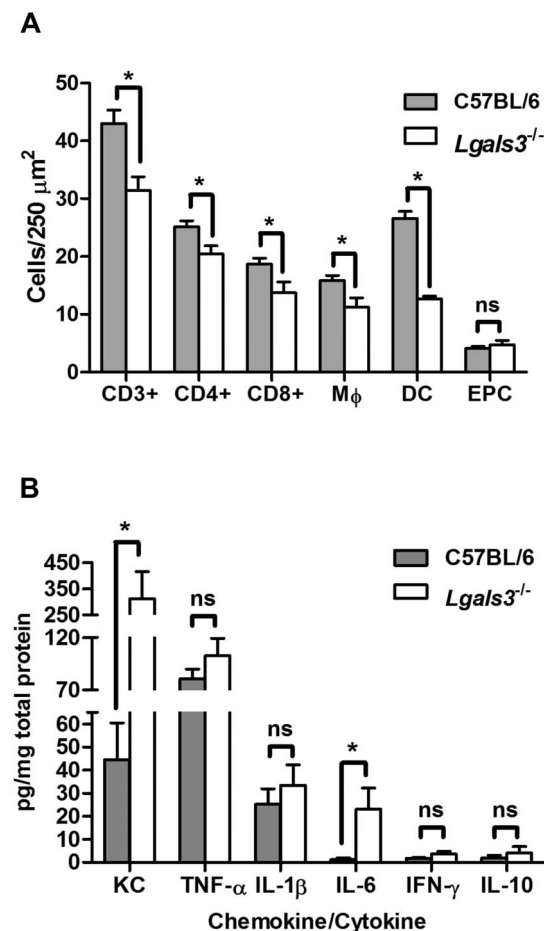 A
50
40
30
20
10
0
Cells/250 μm²
* * * * * ns
C57BL/6
Lgals3-/-
CD3+ CD4+ CD8+ Mϕ DC EPC
B
450
350
250
120
70
60
50
40
30
20
10
0
pg/mg total protein
* ns ns * ns ns
C57BL/6
Lgals3-/-
KC TNF-α IL-1β IL-6 IFN-γ IL-10
Chemokine/Cytokine